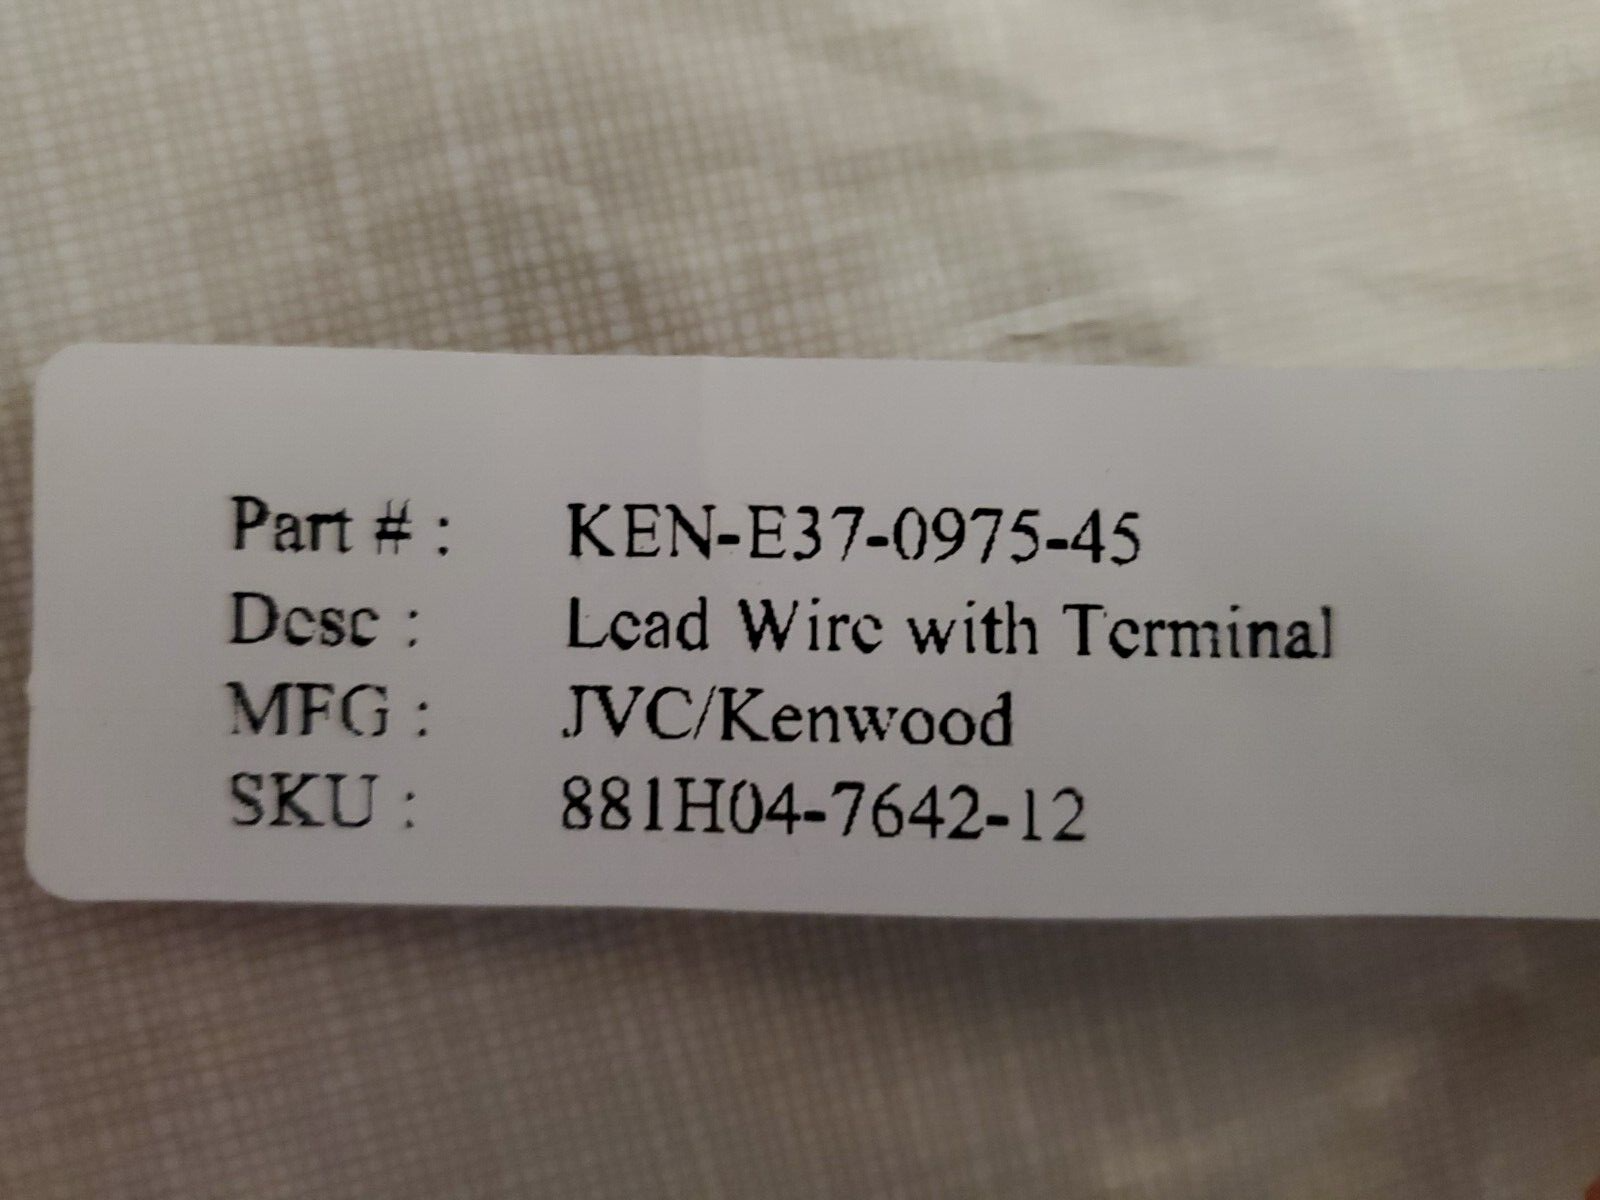 Part # : KEN-E37-0975-45
Desc : Lead Wire with Terminal
MFG : JVC/Kenwood
SKU : 881H04-7642-12